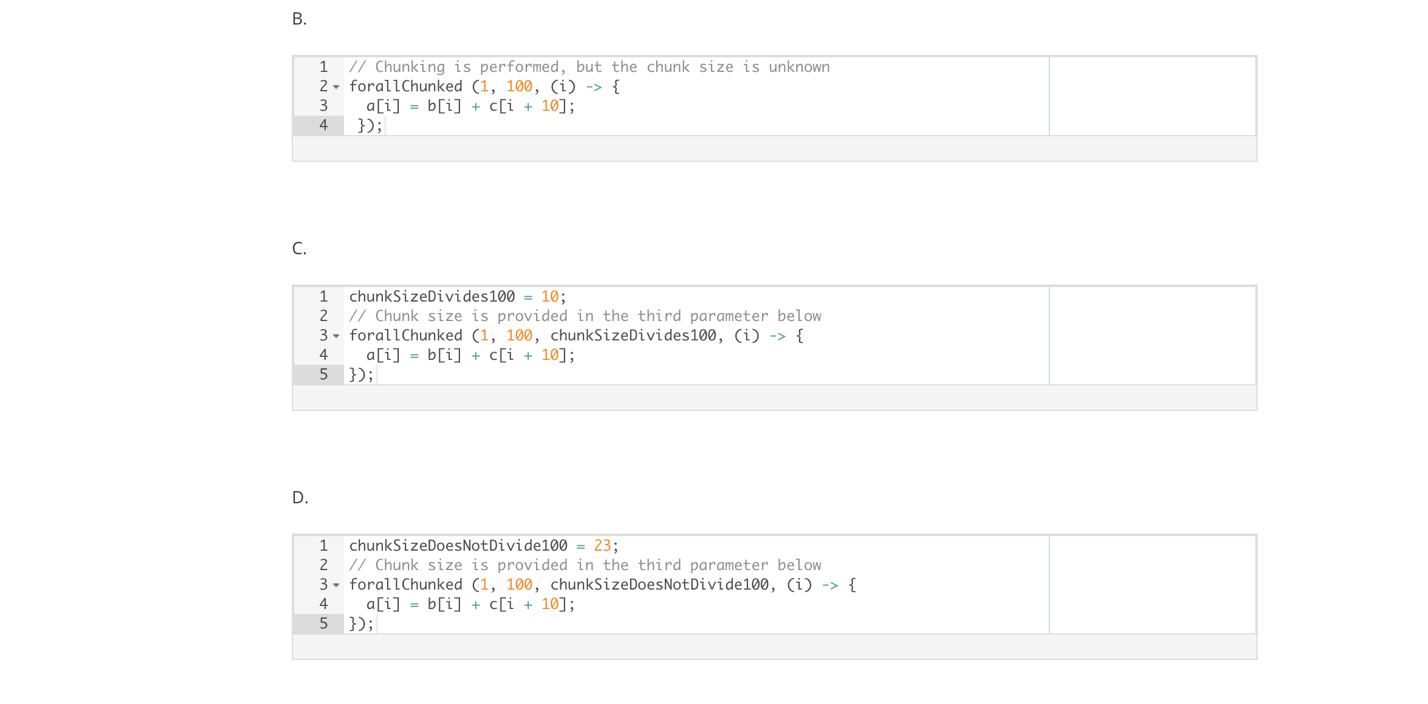 B.
1 // Chunking is performed, but the chunk size is unknown
2 forallChunked (1, 100, (i) -> {
3   a[i] = b[i] + c[i + 10];
4  });
C.
1 chunkSizeDivides100 = 10;
2 // Chunk size is provided in the third parameter below
3 forallChunked (1, 100, chunkSizeDivides100, (i) -> {
4   a[i] = b[i] + c[i + 10];
5 });
D.
1 chunkSizeDoesNotDivide100 = 23;
2 // Chunk size is provided in the third parameter below
3 forallChunked (1, 100, chunkSizeDoesNotDivide100, (i) -> {
4   a[i] = b[i] + c[i + 10];
5 });